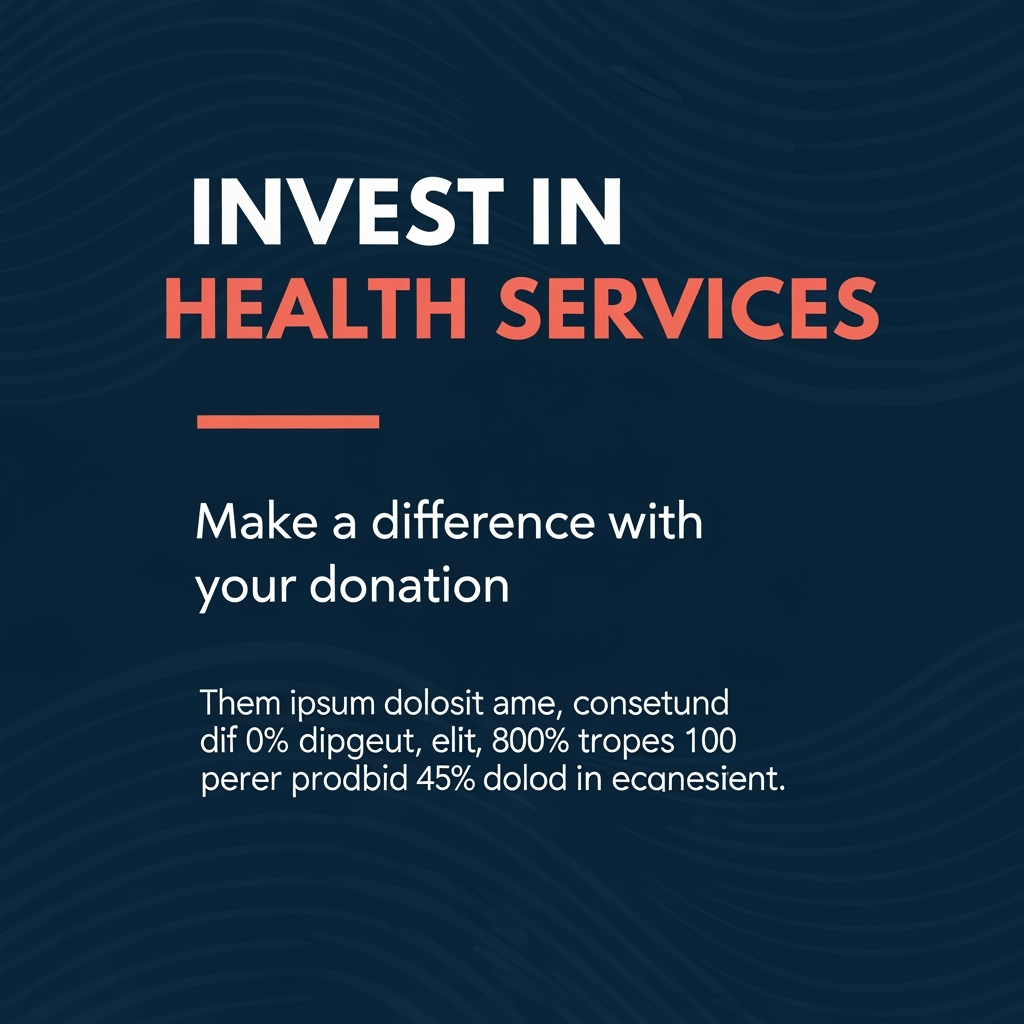 INVEST IN
HEALTH SERVICES
Make a difference with
your donation
Them ipsum dolosit ame, consetund
dif 0% dipgeut, elit, 800% tropes 100
perer prodbid 45% dolod in ecqnesient.